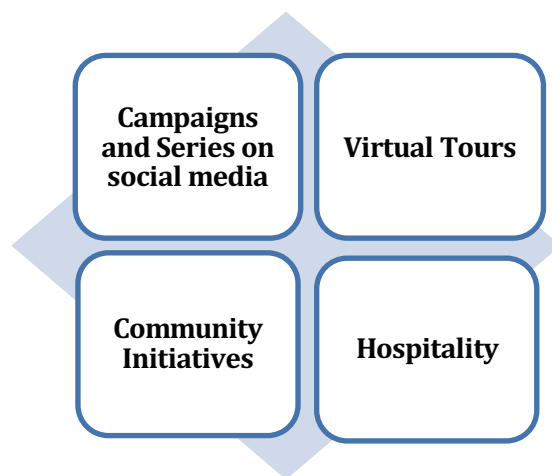 Campaigns
and Series on
social media
Virtual Tours
Community
Initiatives
Hospitality